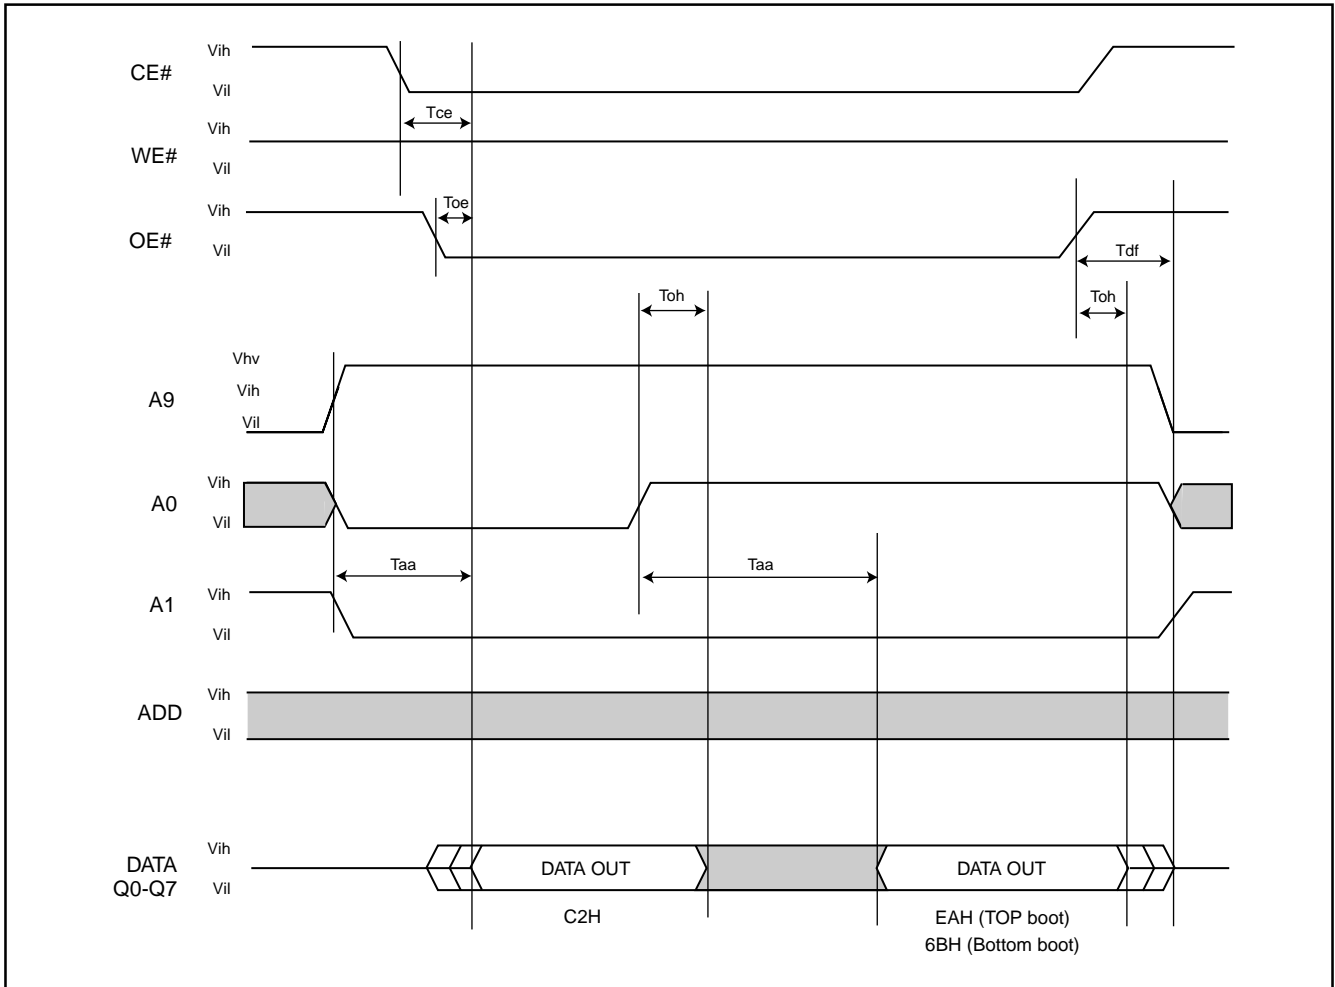 Vih
CE#
Vil
Tce
Vih
WE#
Vil
Toe
Vih
OE#
Vil
Tdf
Toh
Toh
Vhv
Vih
A9
Vil
Vih
A0
Vil
Taa
Taa
Vih
A1
Vil
Vih
ADD
Vil
Vih
DATA
Q0-Q7
Vil
DATA OUT
DATA OUT
C2H
EAH (TOP boot)
6BH (Bottom boot)